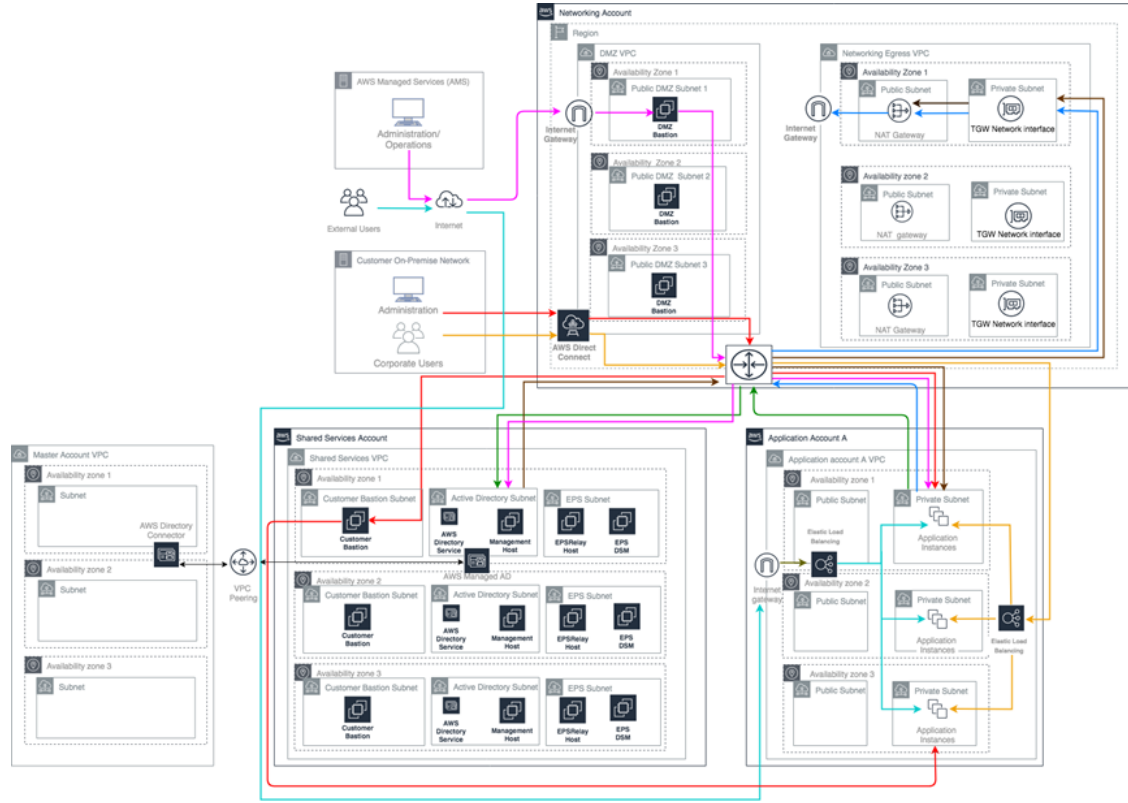 aws
Networking Account
Region
DMZ VPC
Availability Zone 1
Public DMZ Subnet 1
DMZ
Bastion
Internet
Gateway
Availability Zone 2
Public DMZ Subnet 2
DMZ
Bastion
Availability Zone 3
Public DMZ Subnet 3
DMZ
Bastion
AWS Direct
Connect
Networking Egress VPC
Availability Zone 1
Public Subnet
NAT Gateway
Private Subnet
TGW Network interface
Internet
Gateway
Availability zone 2
Public Subnet
NAT gateway
Private Subnet
TGW Network interface
Availability Zone 3
Public Subnet
NAT Gateway
Private Subnet
TGW Network interface
AWS Managed Services (AMS)
Administration/
Operations
External Users
Internet
Customer On-Premise Network
Administration
Corporate Users
Master Account VPC
Availability zone 1
Subnet
AWS Directory
Connector
Availability zone 2
Subnet
Availability zone 3
Subnet
VPC
Peering
aws
Shared Services Account
Shared Services VPC
Availability zone 1
Customer Bastion Subnet
Customer
Bastion
Active Directory Subnet
AWS
Directory
Service
Management
Host
EPS Subnet
EPSRelay
Host
EPS
DSM
AWS Managed AD
Availability zone 2
Customer Bastion Subnet
Customer
Bastion
Active Directory Subnet
AWS
Directory
Service
Management
Host
EPS Subnet
EPSRelay
Host
EPS
DSM
Availability zone 3
Customer Bastion Subnet
Customer
Bastion
Active Directory Subnet
AWS
Directory
Service
Management
Host
EPS Subnet
EPSRelay
Host
EPS
DSM
aws
Application Account A
Application account A VPC
Availability zone 1
Public Subnet
Elastic Load
Balancing
Private Subnet
Application
Instances
Internet
gateway
Availability zone 2
Public Subnet
Private Subnet
Application
Instances
Elastic Load
Balancing
Availability zone 3
Public Subnet
Private Subnet
Application
Instances